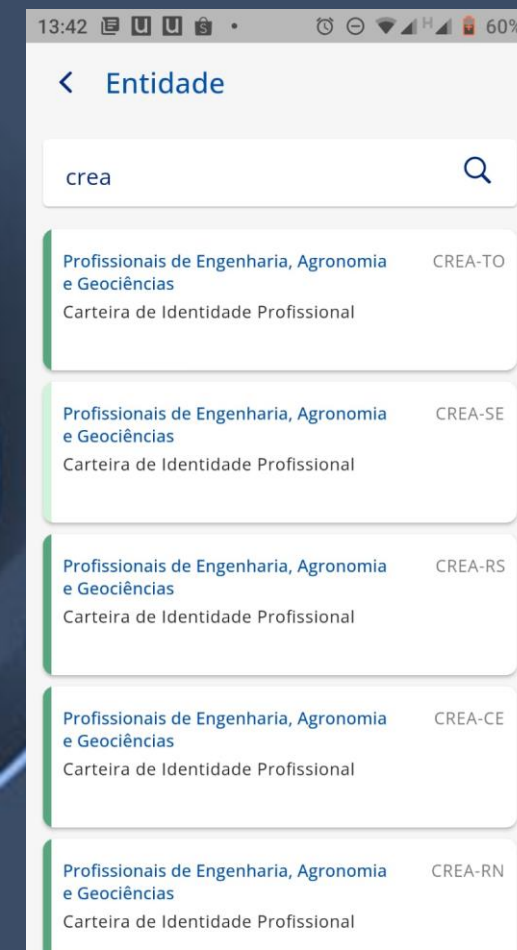 13:42 60%
Entidade
crea
Profissionais de Engenharia, Agronomia CREA-TO
e Geociências
Carteira de Identidade Profissional
Profissionais de Engenharia, Agronomia CREA-SE
e Geociências
Carteira de Identidade Profissional
Profissionais de Engenharia, Agronomia CREA-RS
e Geociências
Carteira de Identidade Profissional
Profissionais de Engenharia, Agronomia CREA-CE
e Geociências
Carteira de Identidade Profissional
Profissionais de Engenharia, Agronomia CREA-RN
e Geociências
Carteira de Identidade Profissional